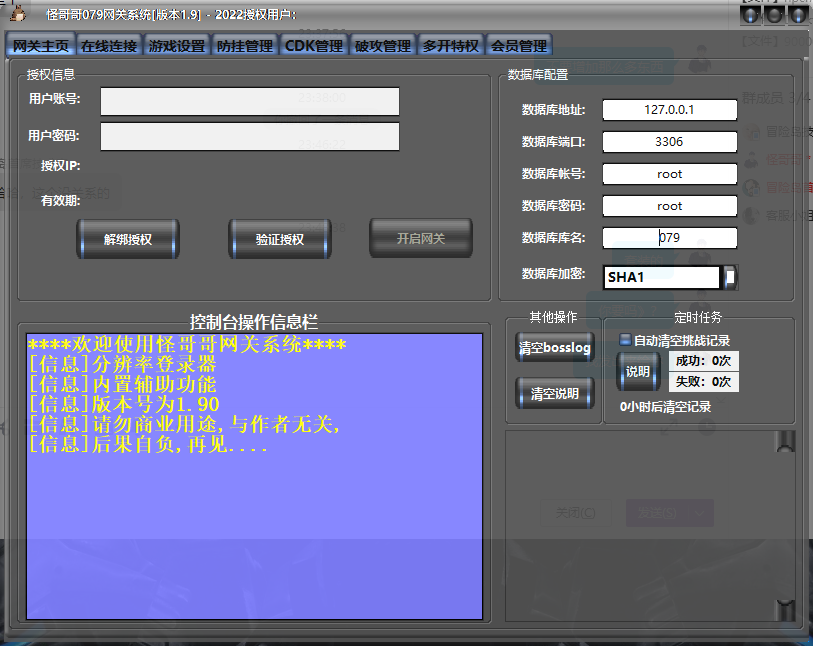 怪哥哥079网关系统[版本1.9] - 2022授权用户:
网关主页 在线连接 游戏设置 防挂管理 CDK管理 破攻管理 多开特权 会员管理
授权信息
用户账号:
用户密码:
授权IP:
有效期:
解绑授权 验证授权 开启网关
数据库配置
数据库地址: 127.0.0.1
数据库端口: 3306
数据库帐号: root
数据库密码: root
数据库库名: 079
数据库加密: SHA1
控制台操作信息栏
****欢迎使用怪哥哥网关系统****
[信息]分辨率登录器
[信息]内置辅助功能
[信息]版本号为1.90
[信息]请勿商业用途,与作者无关,
[信息]后果自负,再见....
其他操作
清空bosslog
清空说明
定时任务
自动清空挑战记录
说明
成功: 0次
失败: 0次
0小时后清空记录
群成员 3/4
关闭(C)